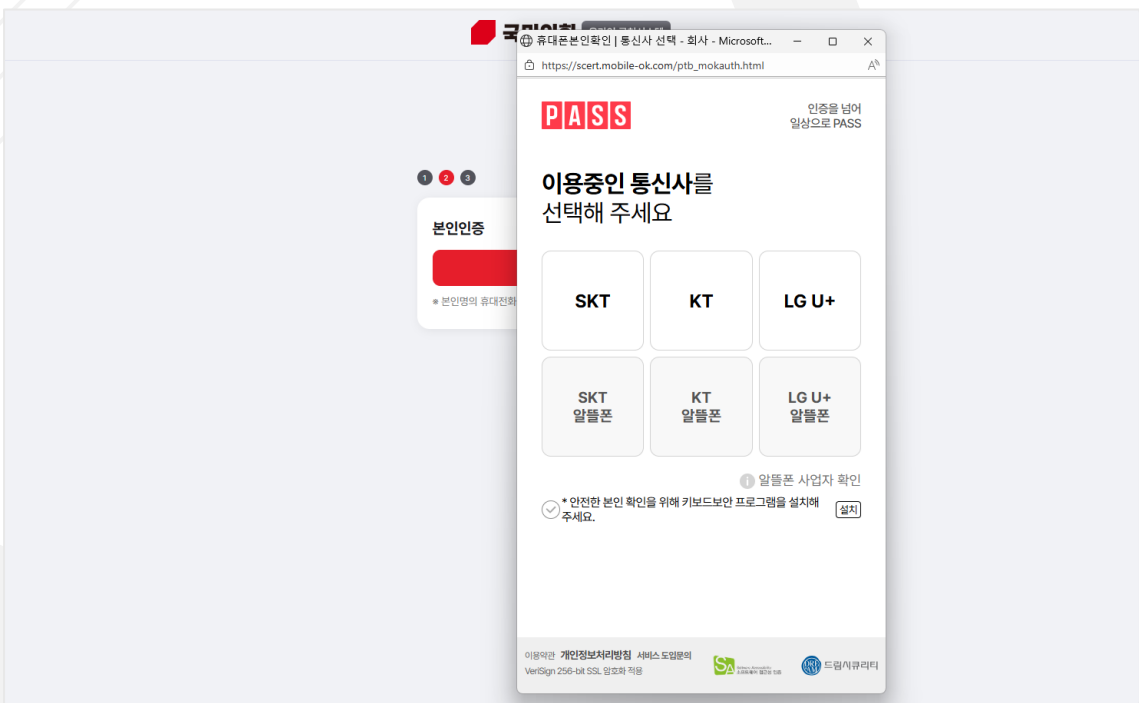 휴대폰본인확인 | 통신사 선택 - 회사 - Microsoft...
https://scert.mobile-ok.com/ptb_mokauth.html
PASS
인증을 넘어
일상으로 PASS
1 2 3
이용중인 통신사를
선택해 주세요
본인인증
※ 본인명의 휴대전화
SKT
KT
LG U+
SKT
알뜰폰
KT
알뜰폰
LG U+
알뜰폰
알뜰폰 사업자 확인
* 안전한 본인 확인을 위해 키보드보안 프로그램을 설치해
주세요.
설치
이용약관 개인정보처리방침 서비스 도입문의
VeriSign 256-bit SSL 암호화 적용
드림시큐리티